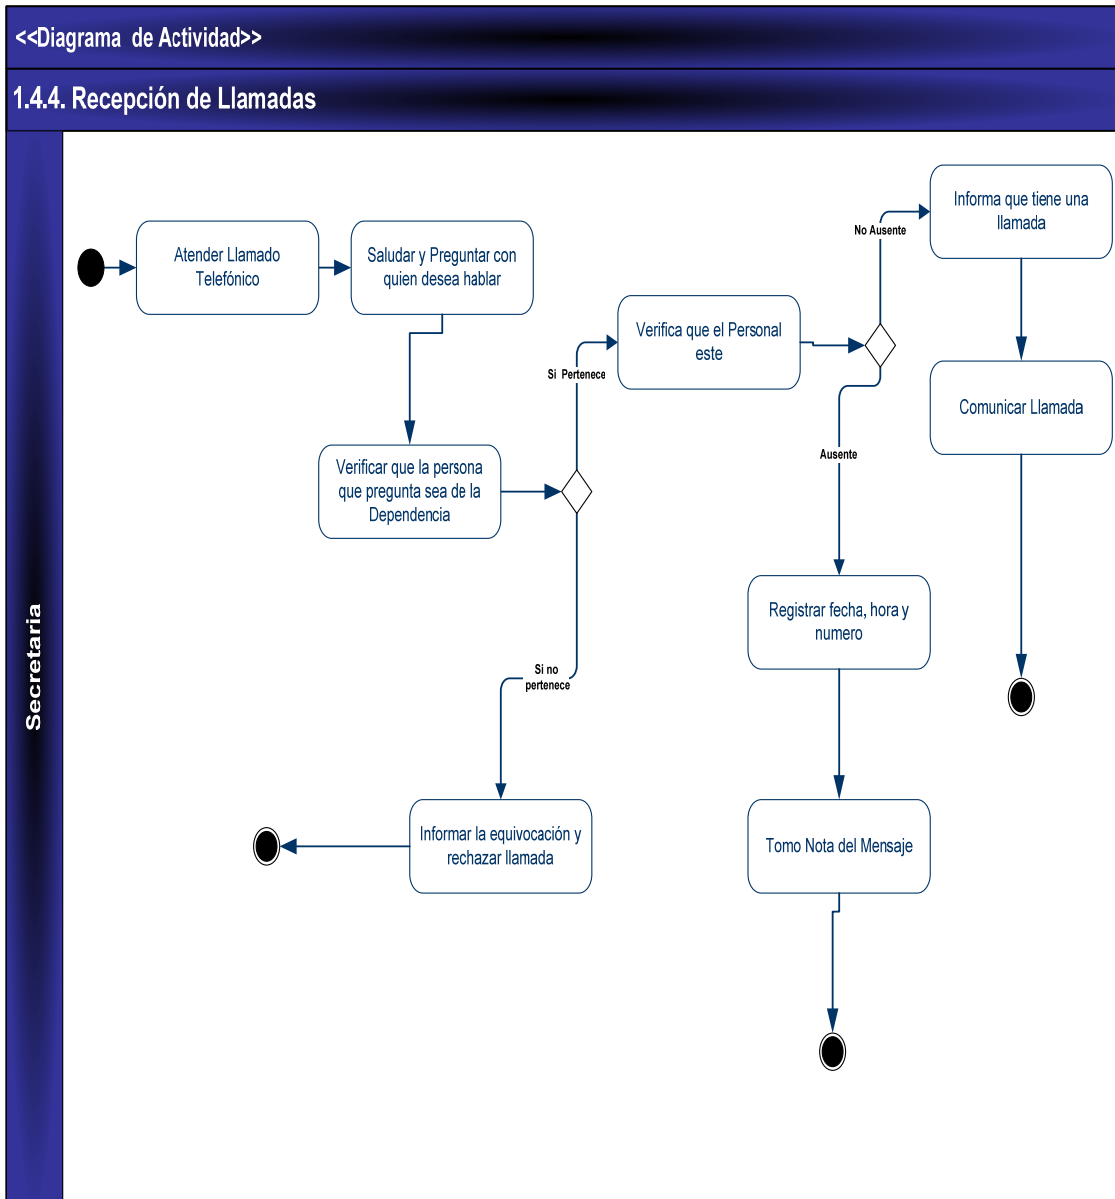 <<Diagrama de Actividad>>
1.4.4. Recepción de Llamadas
Secretaria
Atender Llamado
Telefónico
Saludar y Preguntar con
quien desea hablar
Verificar que la persona
que pregunta sea de la
Dependencia
Si Pertenece
Si no
pertenece
Informar la equivocación y
rechazar llamada
Verifica que el Personal
este
No Ausente
Ausente
Informa que tiene una
llamada
Comunicar Llamada
Registrar fecha, hora y
numero
Tomo Nota del Mensaje